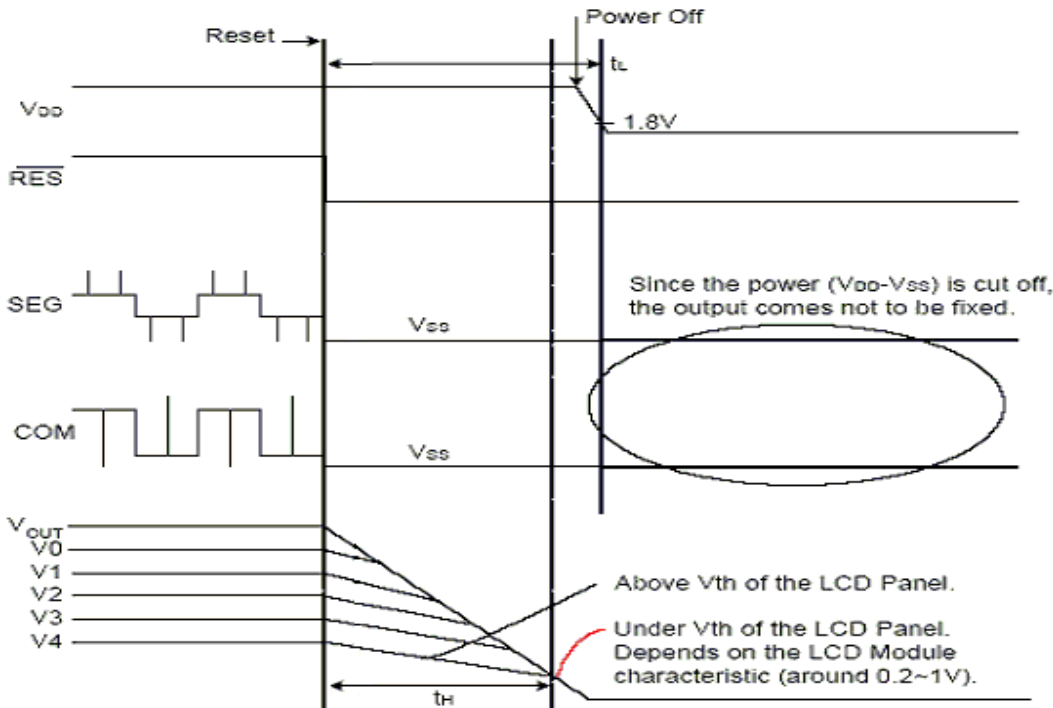 Power Off
Reset
tL
VDD
1.8V
RES
SEG
Since the power (VDD-VSS) is cut off,
the output comes not to be fixed.
VSS
COM
VSS
VOUT
V0
V1
Above Vth of the LCD Panel.
V2
V3
Under Vth of the LCD Panel.
V4
Depends on the LCD Module
characteristic (around 0.2~1V).
tH